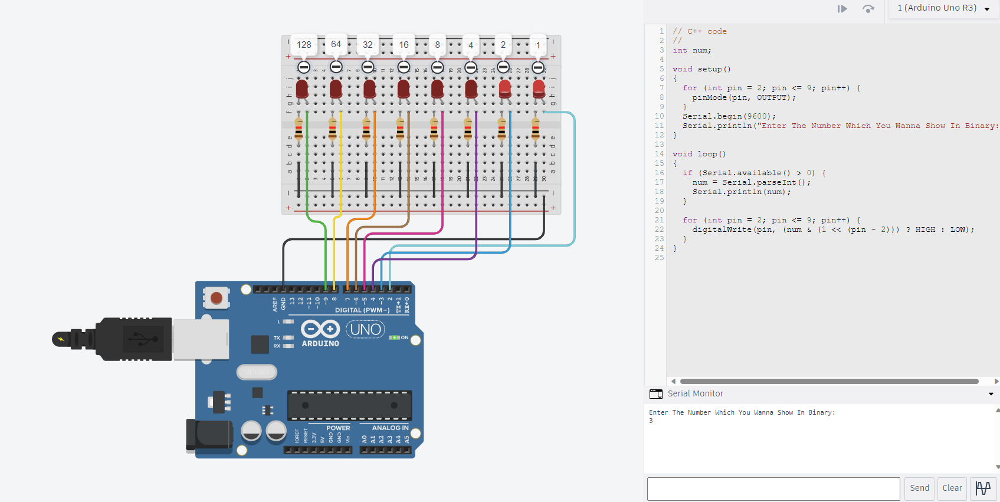 1 (Arduino Uno R3)
128 64 32 16 8 4 2 1
1 // C++ code
2 //
3 int num;
4
5 void setup()
6 {
7 for (int pin = 2; pin <= 9; pin++) {
8 pinMode(pin, OUTPUT);
9 }
10 Serial.begin(9600);
11 Serial.println("Enter The Number Which You Wanna Show In Binary:
12 }
13
14 void loop()
15 {
16 if (Serial.available() > 0) {
17 num = Serial.parseInt();
18 Serial.println(num);
19 }
20
21 for (int pin = 2; pin <= 9; pin++) {
22 digitalWrite(pin, (num & (1 << (pin - 2))) ? HIGH : LOW);
23 }
24 }
25
j i h g f e d c b a
j i h g e d c b a
AREF GND 13 12 ~11 ~10 ~9 8 7 ~6 ~5 4 ~3 2 TX→1 RX←0
DIGITAL (PWM~)
L
TX
RX
ARDUINO
UNO
ON
POWER
ANALOG IN
IOREF RESET 3.3V 5V GND GND Vin A0 A1 A2 A3 A4 A5
Serial Monitor
Enter The Number Which You Wanna Show In Binary:
3
Send
Clear